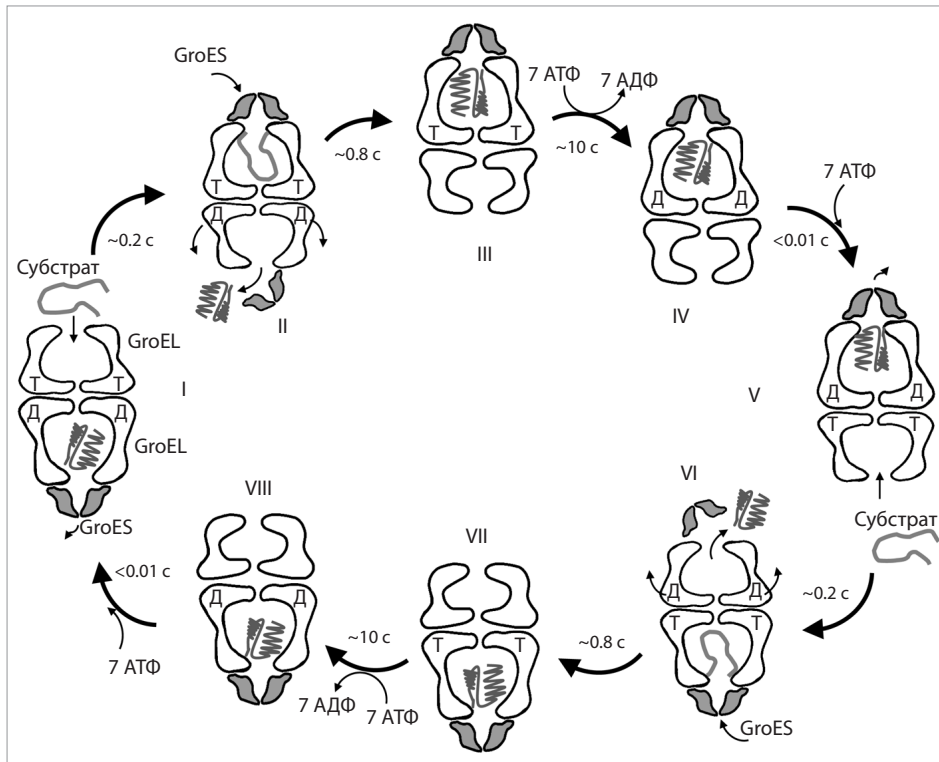 GroES
~0.8 с
Т Т
7 АТФ 7 АДФ
~10 с
III
Т Т
Д Д
II
~0.2 с
Д Д
IV
7 АТФ
<0.01 с
Субстрат
GroEL
Т Т
I
Д Д
GroEL
GroES
V
Д Д
Т Т
Субстрат
VI
Д Д
Т Т
GroES
~0.2 с
~0.8 с
VII
Т Т
~10 с
7 АДФ 7 АТФ
VIII
Д Д
<0.01 с
7 АТФ